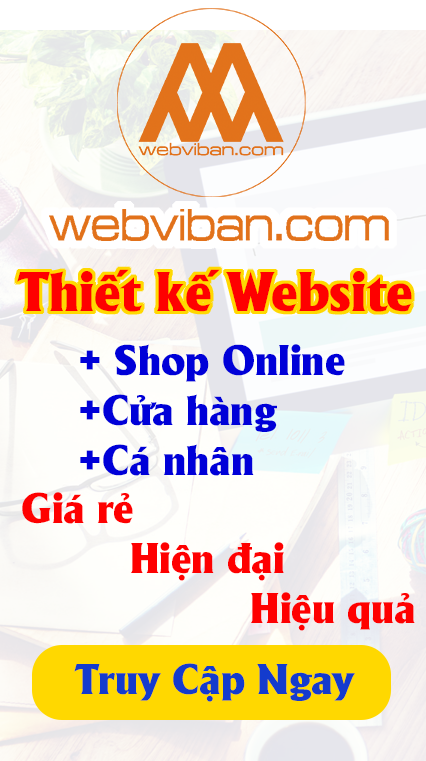 webviban.com
webviban.com
Thiết kế Website
+ Shop Online
+Cửa hàng
+Cá nhân
Giá rẻ
Hiện đại
Hiệu quả
Truy Cập Ngay